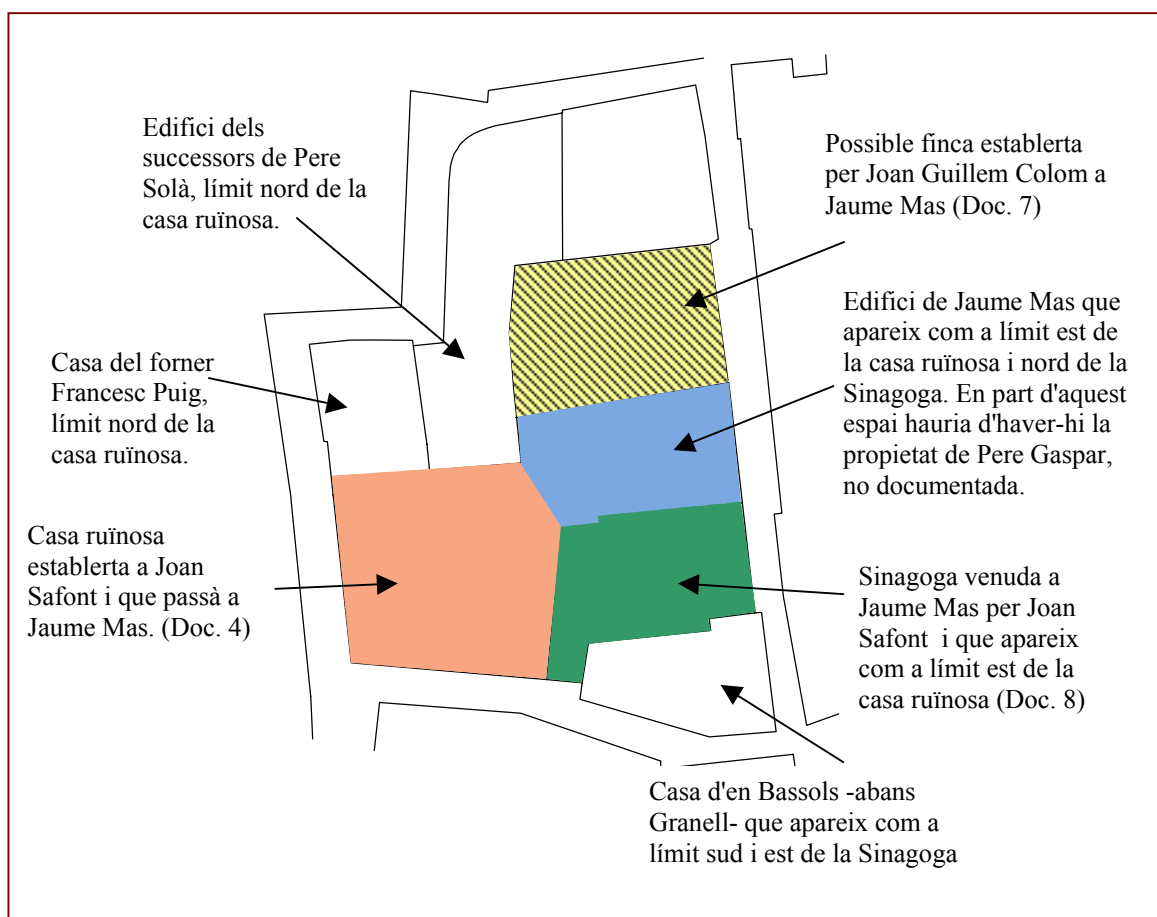 Edifici dels
successors de Pere
Solà, límit nord de la
casa ruïnosa.
Casa del forner
Francesc Puig,
límit nord de la
casa ruïnosa.
Casa ruïnosa
establerta a Joan
Safont i que passà a
Jaume Mas. (Doc. 4)
Possible finca establerta
per Joan Guillem Colom a
Jaume Mas (Doc. 7)
Edifici de Jaume Mas que
apareix com a límit est de
la casa ruïnosa i nord de la
Sinagoga. En part d'aquest
espai hauria d'haver-hi la
propietat de Pere Gaspar,
no documentada.
Sinagoga venuda a
Jaume Mas per Joan
Safont i que apareix
com a límit est de la
casa ruïnosa (Doc. 8)
Casa d'en Bassols -abans
Granell- que apareix com a
límit sud i est de la Sinagoga